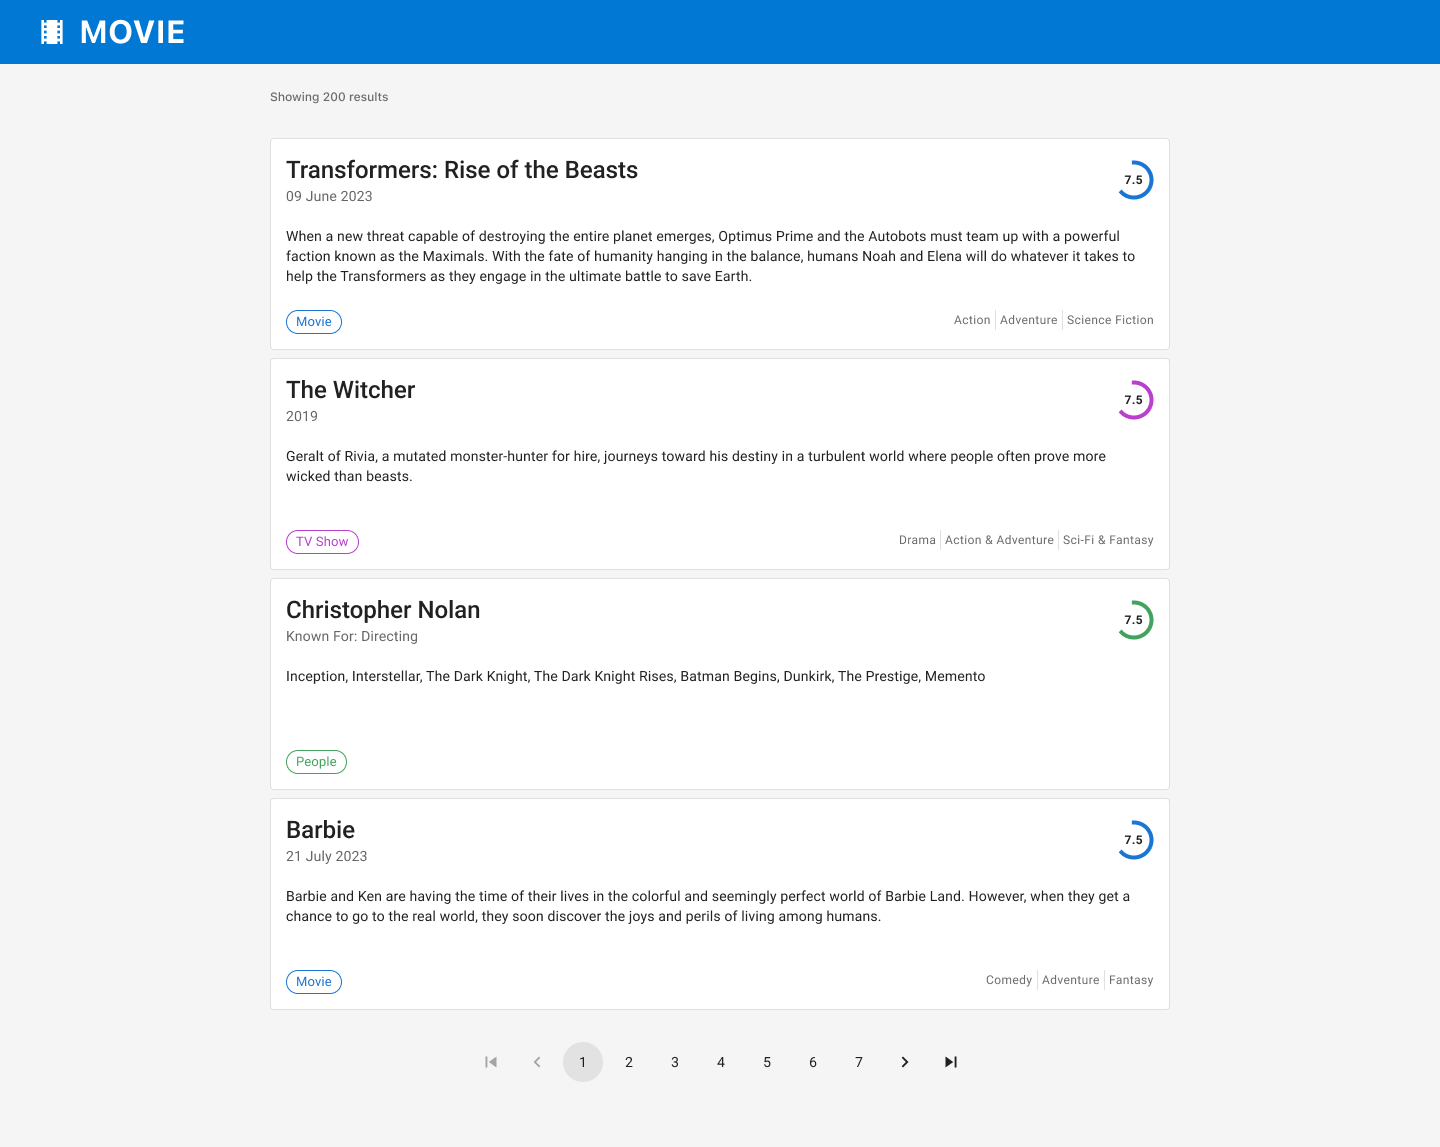 MOVIE
Showing 200 results
Transformers: Rise of the Beasts
7.5
09 June 2023
When a new threat capable of destroying the entire planet emerges, Optimus Prime and the Autobots must team up with a powerful
faction known as the Maximals. With the fate of humanity hanging in the balance, humans Noah and Elena will do whatever it takes to
help the Transformers as they engage in the ultimate battle to save Earth.
Movie
Action Adventure Science Fiction
The Witcher
7.5
2019
Geralt of Rivia, a mutated monster-hunter for hire, journeys toward his destiny in a turbulent world where people often prove more
wicked than beasts.
TV Show
Drama Action & Adventure Sci-Fi & Fantasy
Christopher Nolan
7.5
Known For: Directing
Inception, Interstellar, The Dark Knight, The Dark Knight Rises, Batman Begins, Dunkirk, The Prestige, Memento
People
Barbie
7.5
21 July 2023
Barbie and Ken are having the time of their lives in the colorful and seemingly perfect world of Barbie Land. However, when they get a
chance to go to the real world, they soon discover the joys and perils of living among humans.
Movie
Comedy Adventure Fantasy
1 2 3 4 5 6 7